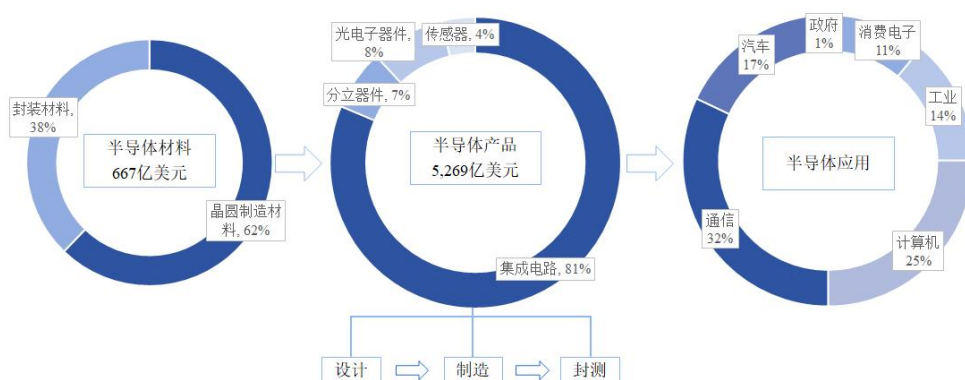 封装材料,
38%
半导体材料
667亿美元
晶圆制造材
料, 62%
光电子器件,
8%
传感器, 4%
分立器件, 7%
半导体产品
5,269亿美元
集成电路, 81%
设计
制造
封测
政府
1%
消费电子
11%
汽车
17%
工业
14%
半导体应用
通信
32%
计算机
25%